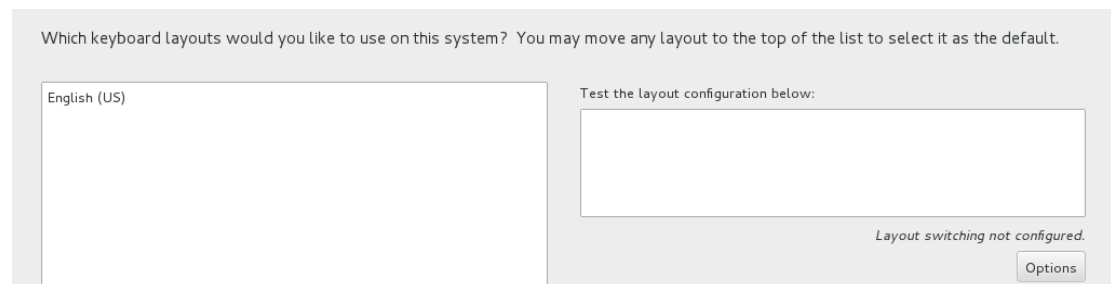 Which keyboard layouts would you like to use on this system?  You may move any layout to the top of the list to select it as the default.
English (US)
Test the layout configuration below:
Layout switching not configured.
Options